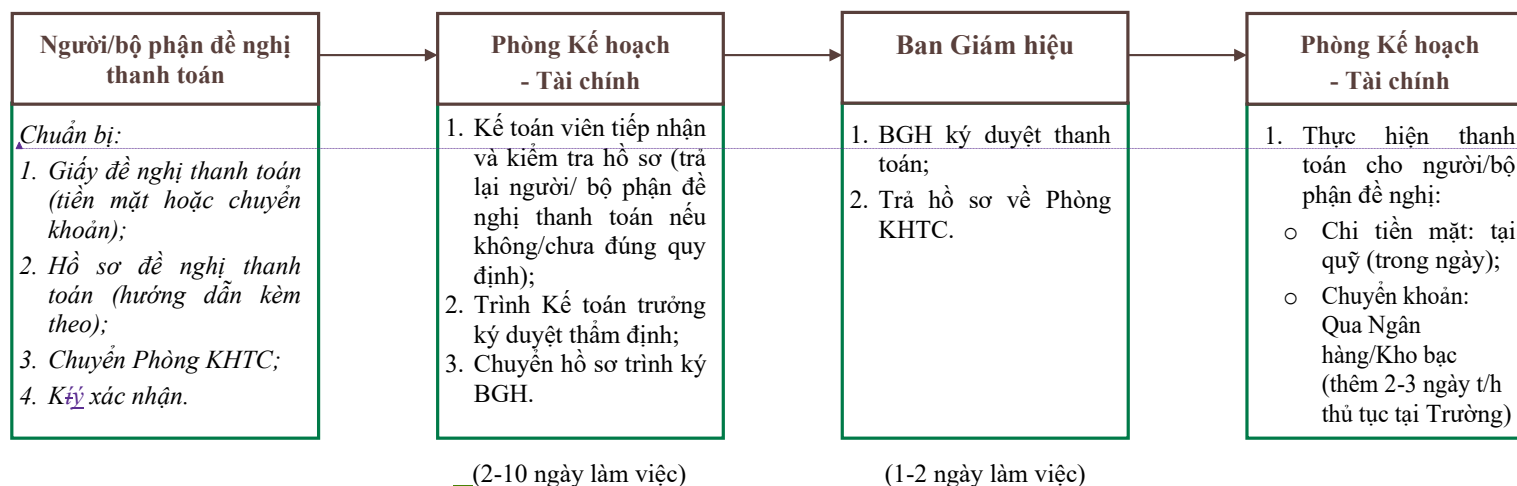 Người/bộ phận đề nghị
thanh toán
Chuẩn bị:
1. Giấy đề nghị thanh toán
(tiền mặt hoặc chuyển
khoản);
2. Hồ sơ đề nghị thanh
toán (hướng dẫn kèm
theo);
3. Chuyển Phòng KHTC;
4. Kíý xác nhận.
Phòng Kế hoạch
- Tài chính
1. Kế toán viên tiếp nhận
và kiểm tra hồ sơ (trả
lại người/ bộ phận đề
nghị thanh toán nếu
không/chưa đúng quy
định);
2. Trình Kế toán trưởng
ký duyệt thẩm định;
3. Chuyển hồ sơ trình ký
BGH.
(2-10 ngày làm việc)
Ban Giám hiệu
1. BGH ký duyệt thanh
toán;
2. Trả hồ sơ về Phòng
KHTC.
(1-2 ngày làm việc)
Phòng Kế hoạch
- Tài chính
1. Thực hiện thanh
toán cho người/bộ
phận đề nghị:
o Chi tiền mặt: tại
quỹ (trong ngày);
o Chuyển khoản:
Qua Ngân
hàng/Kho bạc
(thêm 2-3 ngày t/h
thủ tục tại Trường)